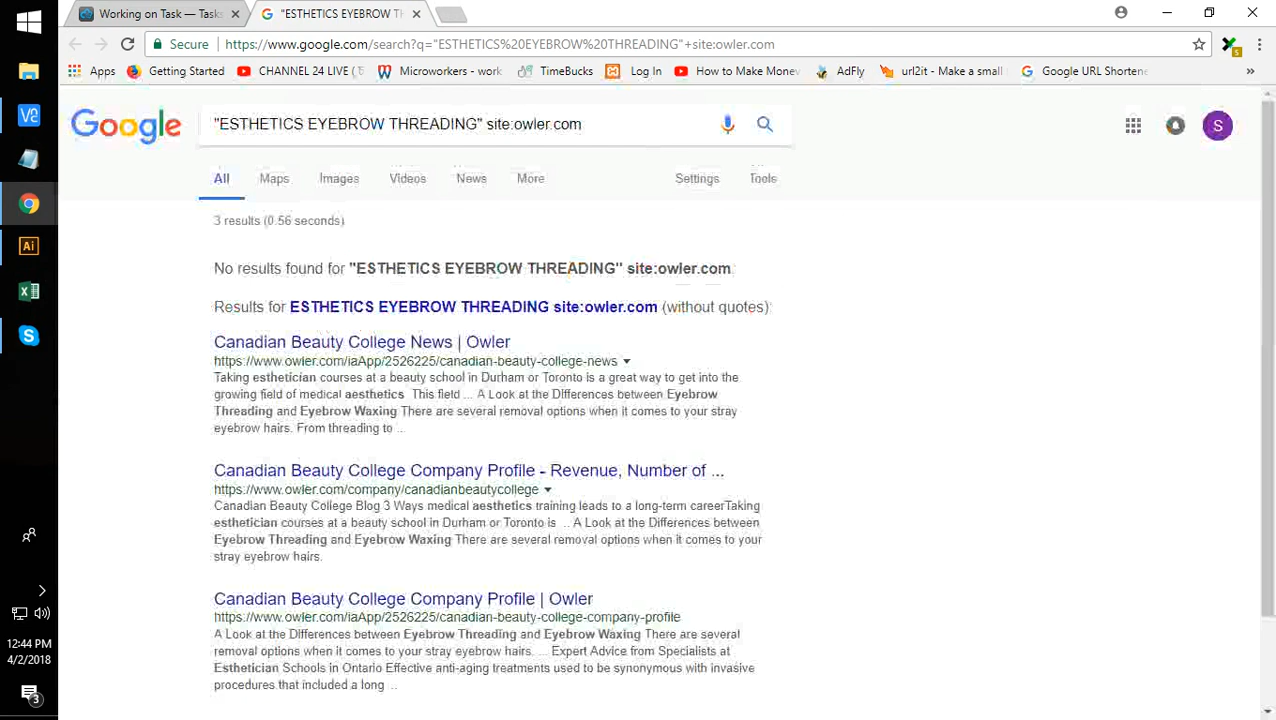 Working on Task — Tasks
"ESTHETICS EYEBROW TH
Secure
https://www.google.com/search?q="ESTHETICS%20EYEBROW%20THREADING"+site:owler.com
Apps
Getting Started
CHANNEL 24 LIVE (
Microworkers - work
TimeBucks
Log In
How to Make Money
AdFly
url2it - Make a small
Google URL Shortene
»
Google
"ESTHETICS EYEBROW THREADING" site:owler.com
S
All Maps Images Videos News More Settings Tools
3 results (0.56 seconds)
No results found for "ESTHETICS EYEBROW THREADING" site:owler.com
Results for ESTHETICS EYEBROW THREADING site:owler.com (without quotes):
Canadian Beauty College News | Owler
https://www.owler.com/iaApp/2526225/canadian-beauty-college-news
Taking esthetician courses at a beauty school in Durham or Toronto is a great way to get into the
growing field of medical aesthetics This field ... A Look at the Differences between Eyebrow
Threading and Eyebrow Waxing There are several removal options when it comes to your stray
eyebrow hairs. From threading to ...
Canadian Beauty College Company Profile - Revenue, Number of ...
https://www.owler.com/company/canadianbeautycollege
Canadian Beauty College Blog 3 Ways medical aesthetics training leads to a long-term careerTaking
esthetician courses at a beauty school in Durham or Toronto is ... A Look at the Differences between
Eyebrow Threading and Eyebrow Waxing There are several removal options when it comes to your
stray eyebrow hairs.
Canadian Beauty College Company Profile | Owler
https://www.owler.com/iaApp/2526225/canadian-beauty-college-company-profile
A Look at the Differences between Eyebrow Threading and Eyebrow Waxing There are several
removal options when it comes to your stray eyebrow hairs. ... Expert Advice from Specialists at
Esthetician Schools in Ontario Effective anti-aging treatments used to be synonymous with invasive
procedures that included a long ...
Ai
12:44 PM
4/2/2018
3
5